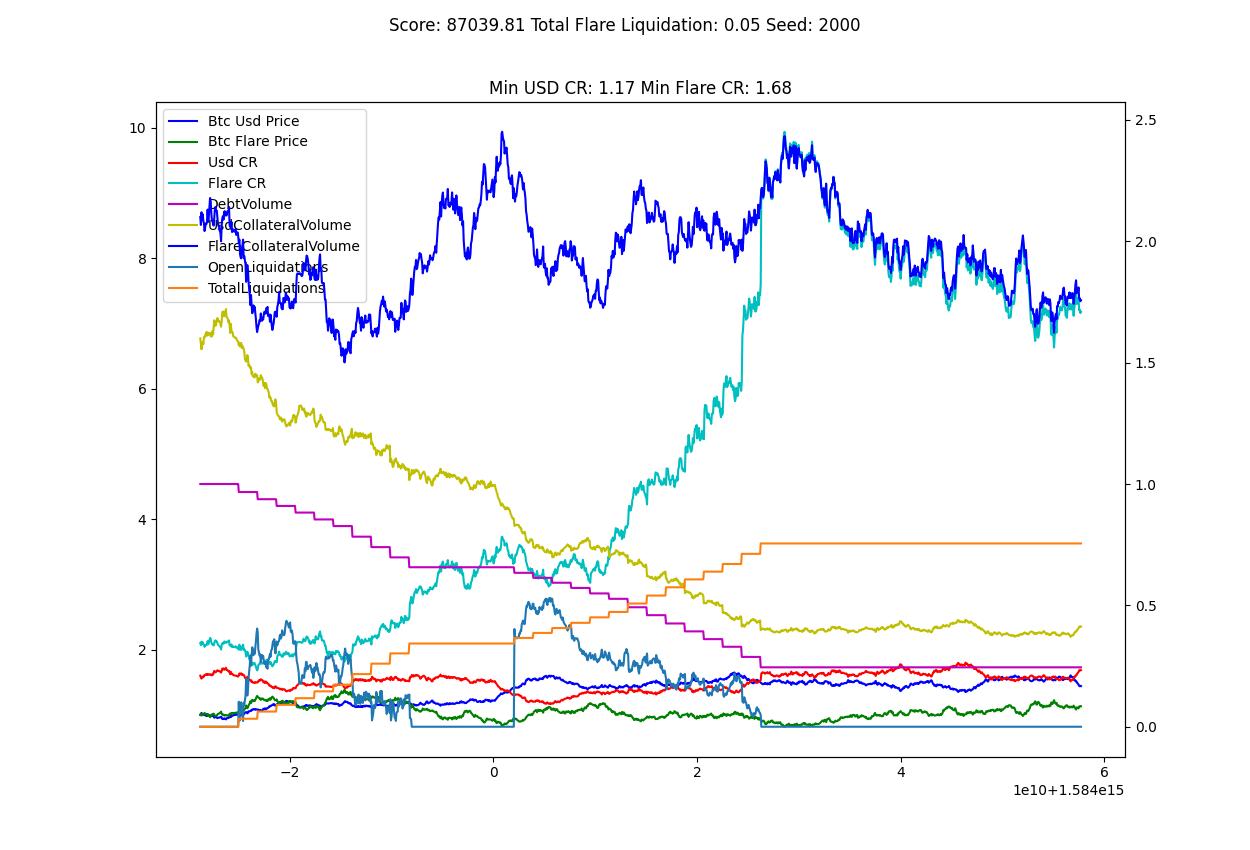 Score: 87039.81 Total Flare Liquidation: 0.05 Seed: 2000
Min USD CR: 1.17 Min Flare CR: 1.68
Btc Usd Price
Btc Flare Price
Usd CR
Flare CR
DebtVolume
UsdCollateralVolume
FlareCollateralVolume
OpenLiquidations
TotalLiquidations
10
8
6
4
2
2.5
2.0
1.5
1.0
0.5
0.0
−2 0 2 4 6
1e10+1.584e15